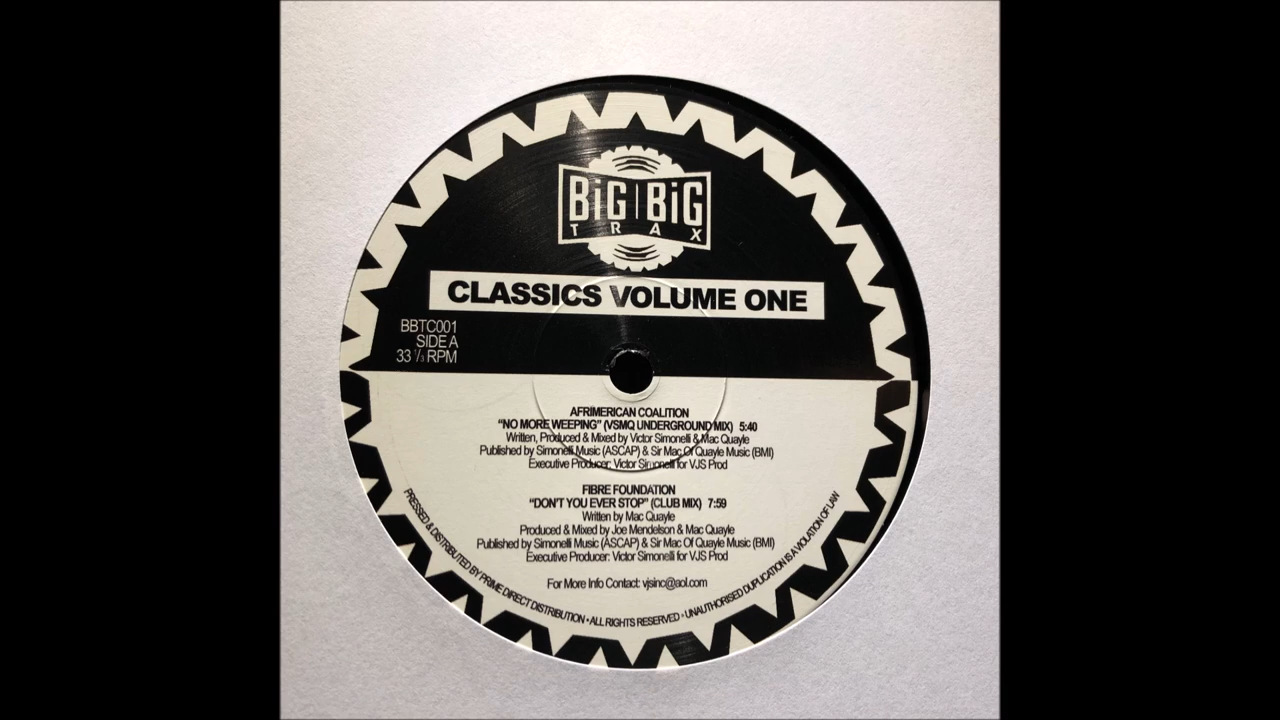 BiG BiG
TRAX
CLASSICS VOLUME ONE
BBTC001
SIDE A
33 1/3 RPM
AFRIMERICAN COALITION
“NO MORE WEEPING” (VSMQ UNDERGROUND MIX) 5:40
Written, Produced & Mixed by Victor Simonelli & Mac Quayle
Published by Simonelli Music (ASCAP) & Sir Mac Of Quayle Music (BMI)
Executive Producer: Victor Simonelli for VJS Prod
FIBRE FOUNDATION
“DON'T YOU EVER STOP” (CLUB MIX) 7:59
Written by Mac Quayle
Produced & Mixed by Joe Mendelson & Mac Quayle
Published by Simonelli Music (ASCAP) & Sir Mac Of Quayle Music (BMI)
Executive Producer: Victor Simonelli for VJS Prod
For More Info Contact: vjsinc@aol.com
PRESSED & DISTRIBUTED BY PRIME DIRECT DISTRIBUTION • ALL RIGHTS RESERVED • UNAUTHORISED DUPLICATION IS A VIOLATION OF LAW